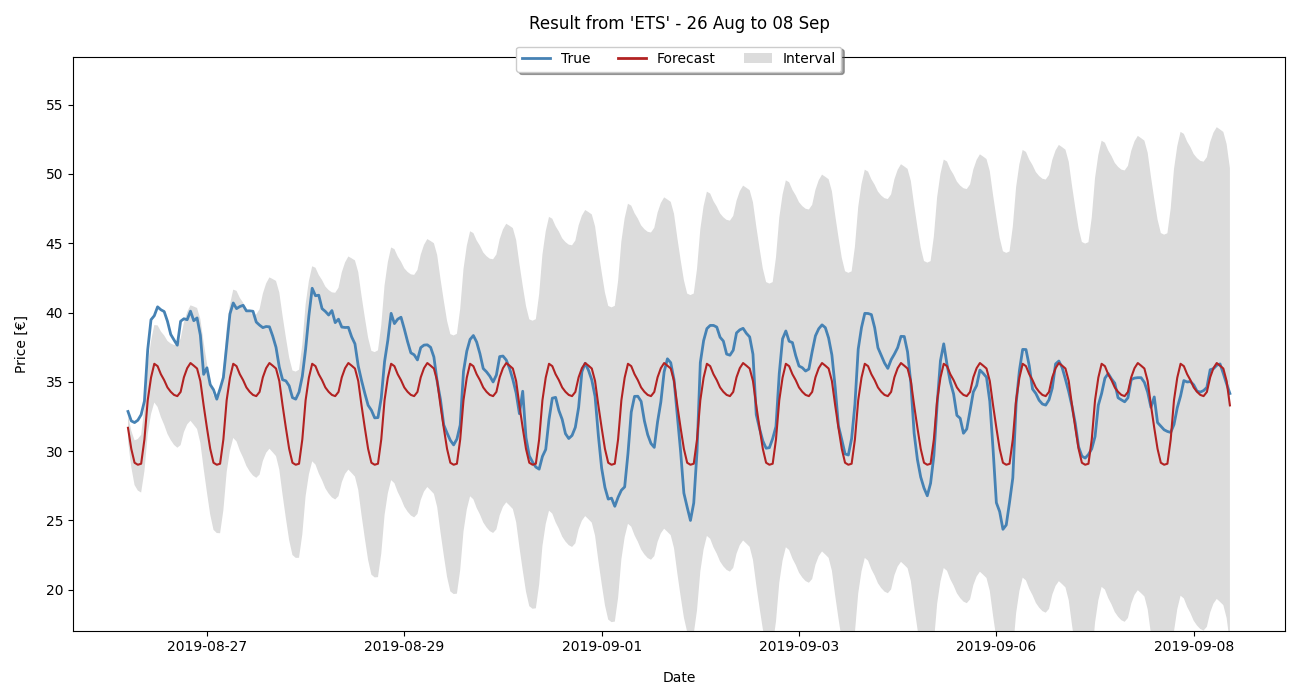 Result from 'ETS' - 26 Aug to 08 Sep
True Forecast Interval
55
50
45
40
35
30
25
20
Price [€]
2019-08-27 2019-08-29 2019-09-01 2019-09-03 2019-09-06 2019-09-08
Date